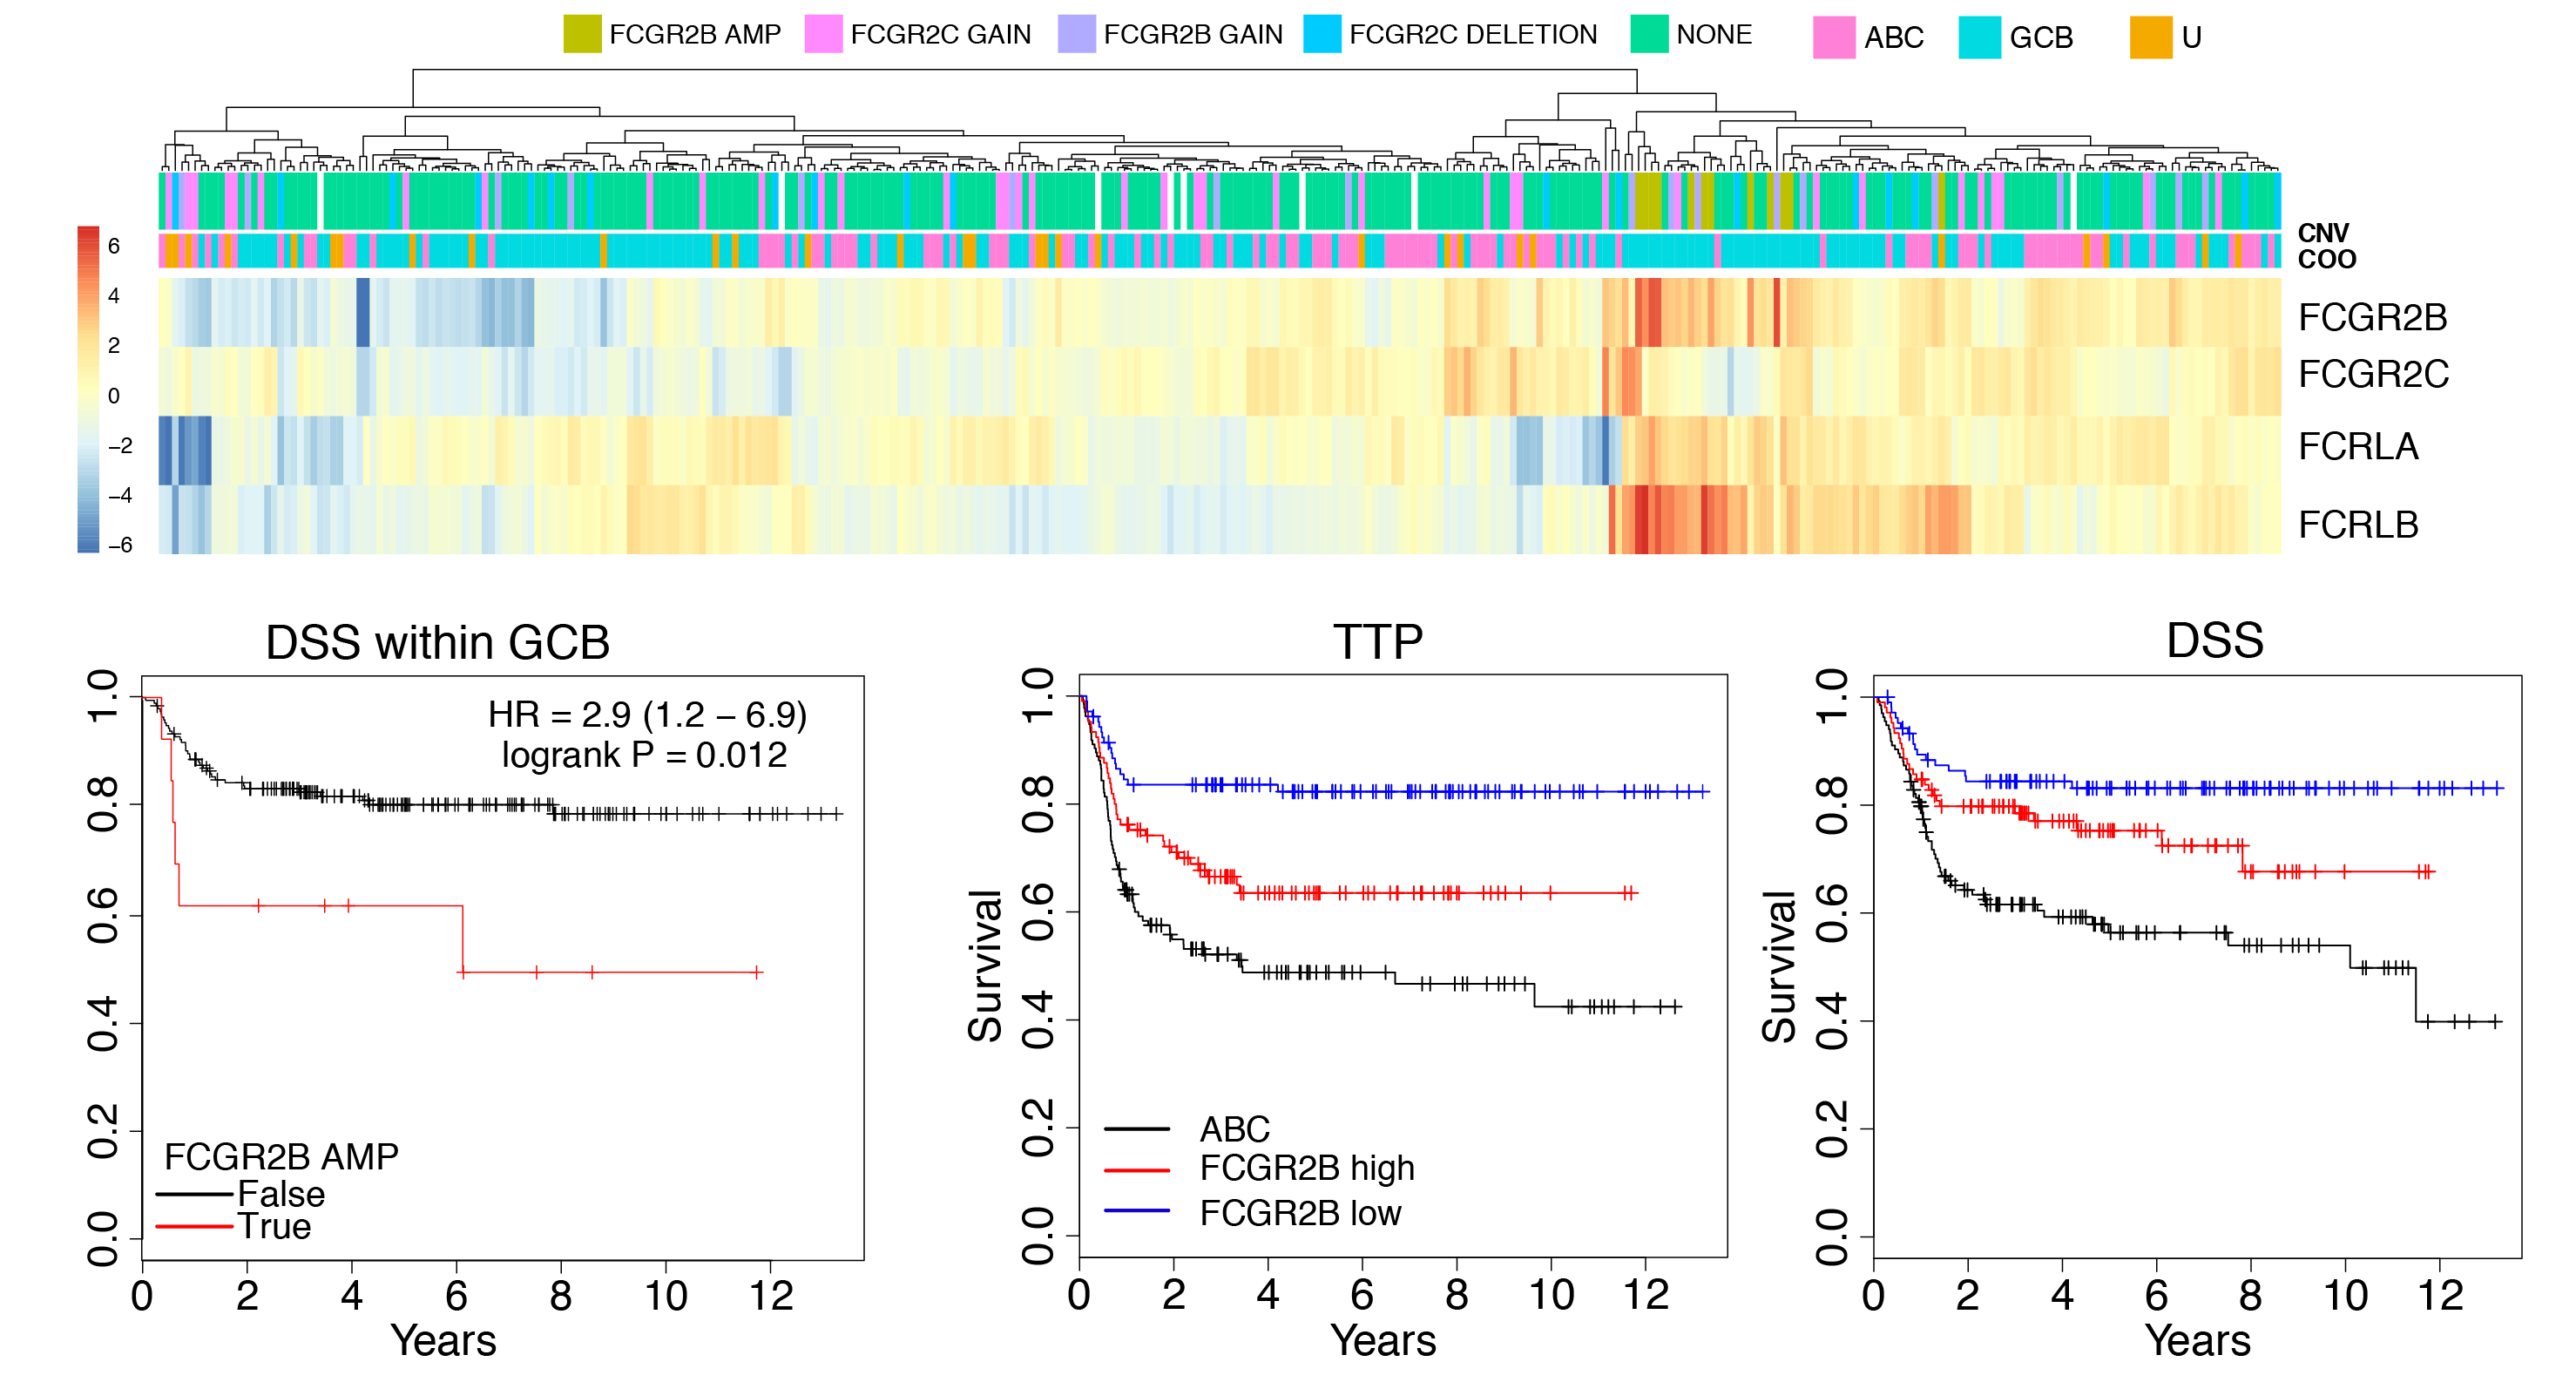 FCGR2B AMP FCGR2C GAIN FCGR2B GAIN FCGR2C DELETION NONE ABC GCB U
CNV
COO
6
4
2
0
−2
−4
−6
FCGR2B
FCGR2C
FCRLA
FCRLB
DSS within GCB
HR = 2.9 (1.2 − 6.9)
logrank P = 0.012
1.0
0.8
0.6
0.4
0.2
0.0
FCGR2B AMP
False
True
0 2 4 6 8 10 12
Years
TTP
Survival
1.0
0.8
0.6
0.4
0.2
0.0
ABC
FCGR2B high
FCGR2B low
0 2 4 6 8 10 12
Years
DSS
Survival
1.0
0.8
0.6
0.4
0.2
0.0
0 2 4 6 8 10 12
Years